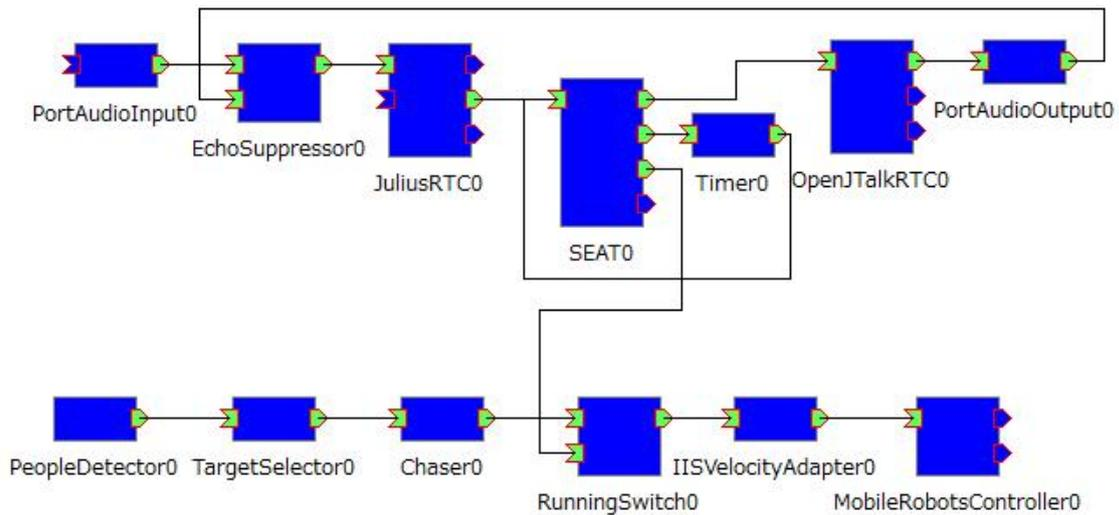 PortAudioInput0
EchoSuppressor0
JuliusRTC0
SEAT0
Timer0
OpenJTalkRTC0
PortAudioOutput0
PeopleDetector0
TargetSelector0
Chaser0
RunningSwitch0
IISVelocityAdapter0
MobileRobotsController0